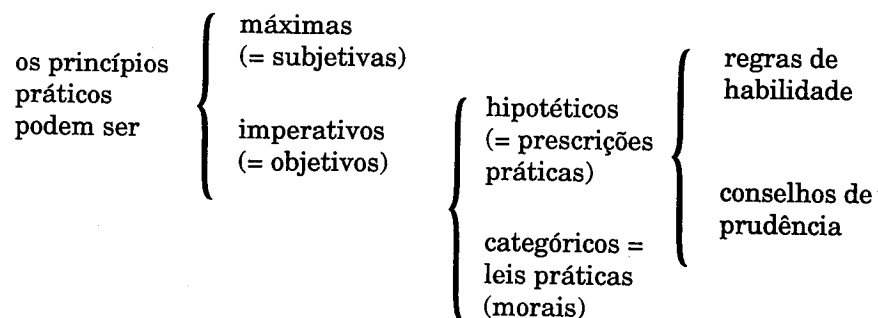 os princípios
práticos
podem ser
máximas
(= subjetivas)
imperativos
(= objetivos)
hipotéticos
(= prescrições
práticas)
categóricos =
leis práticas
(morais)
regras de
habilidade
conselhos de
prudência